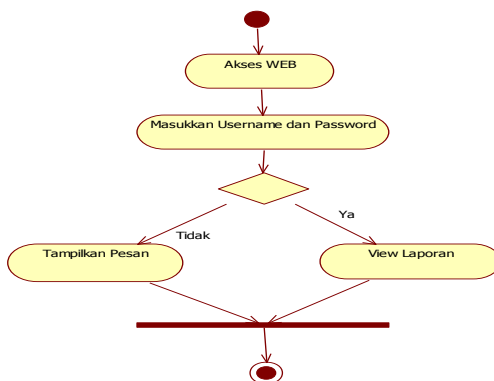 Akses WEB
Masukkan Username dan Password
Ya
Tidak
Tampilkan Pesan
View Laporan